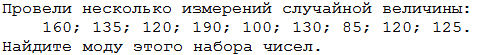 Провели несколько измерений случайной величины:
160; 135; 120; 190; 100; 130; 85; 120; 125.
Найдите моду этого набора чисел.